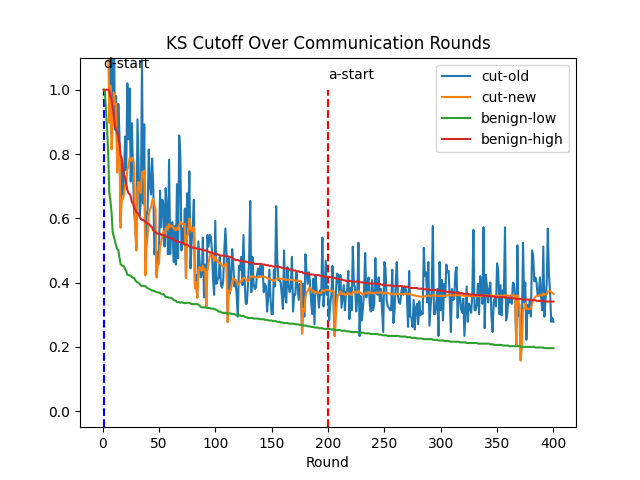 KS Cutoff Over Communication Rounds
d-start
a-start
cut-old
cut-new
benign-low
benign-high
1.0
0.8
0.6
0.4
0.2
0.0
0
50
100
150
200
250
300
350
400
Round